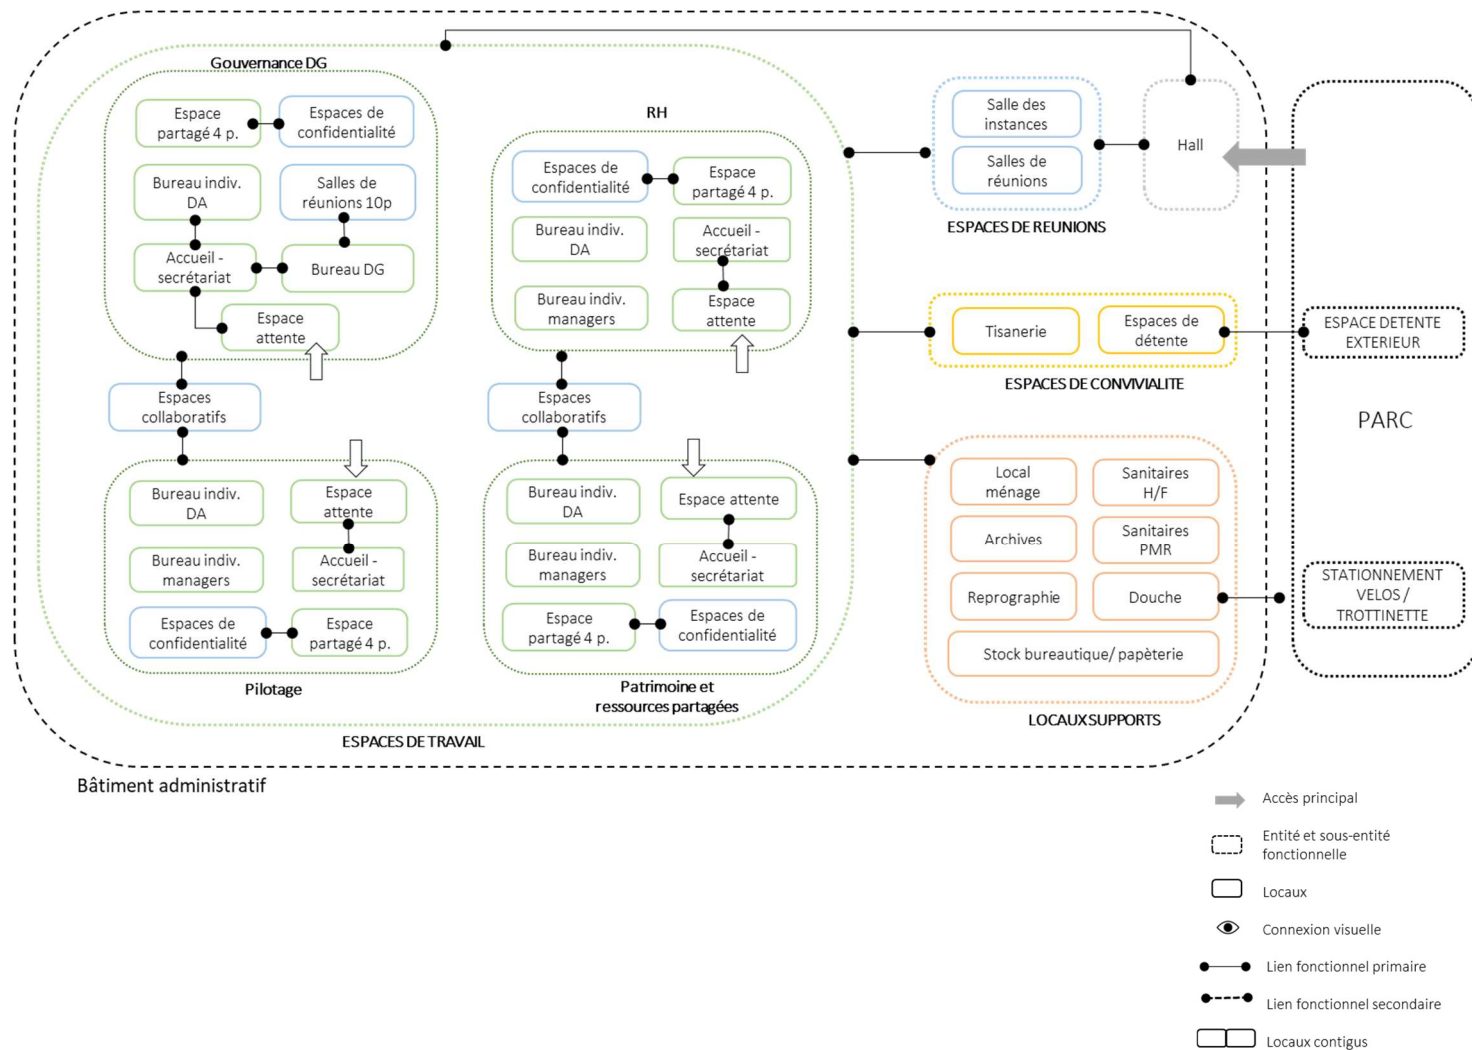 Gouvernance DG
Espace
partagé 4 p.
Espaces de
confidentialité
Bureau indiv.
DA
Salles de
réunions 10p
Accueil -
secrétariat
Bureau DG
Espace
attente
RH
Espaces de
confidentialité
Espace
partagé 4 p.
Bureau indiv.
DA
Accueil -
secrétariat
Bureau indiv.
managers
Espace
attente
Espaces
collaboratifs
Espaces
collaboratifs
Bureau indiv.
DA
Espace
attente
Bureau indiv.
managers
Accueil -
secrétariat
Espaces de
confidentialité
Espace
partagé 4 p.
Pilotage
Bureau indiv.
DA
Espace attente
Bureau indiv.
managers
Accueil -
secrétariat
Espace
partagé 4 p.
Espaces de
confidentialité
Patrimoine et
ressources partagées
ESPACES DE TRAVAIL
Salle des
instances
Salles de
réunions
ESPACES DE REUNIONS
Hall
Tisanerie
Espaces de
détente
ESPACES DE CONVIVIALITE
Local
ménage
Sanitaires
H/F
Archives
Sanitaires
PMR
Reprographie
Douche
Stock bureautique/ papèterie
LOCAUX SUPPORTS
ESPACE DETENTE
EXTERIEUR
PARC
STATIONNEMENT
VELOS /
TROTTINETTE
Bâtiment administratif
Accès principal
Entité et sous-entité
fonctionnelle
Locaux
Connexion visuelle
Lien fonctionnel primaire
Lien fonctionnel secondaire
Locaux contigus